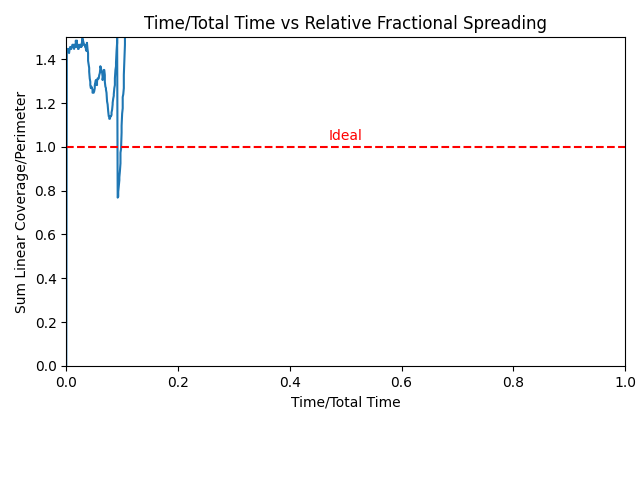 Time/Total Time vs Relative Fractional Spreading
Sum Linear Coverage/Perimeter
1.4
1.2
1.0
0.8
0.6
0.4
0.2
0.0
Ideal
0.0 0.2 0.4 0.6 0.8 1.0
Time/Total Time